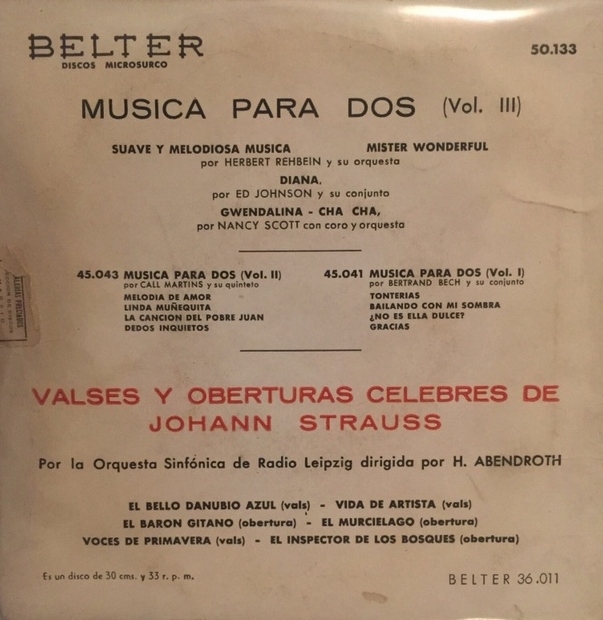 BELTER
DISCOS MICROSURCO
50.133
MUSICA PARA DOS (Vol. III)
SUAVE Y MELODIOSA MUSICA MISTER WONDERFUL
por HERBERT REHBEIN y su orquesta
DIANA,
por ED JOHNSON y su conjunto
GWENDALINA - CHA CHA,
por NANCY SCOTT con coro y orquesta
45.043 MUSICA PARA DOS (Vol. II)
por CALL MARTINS y su quinteto
MELODIA DE AMOR
LINDA MUÑEQUITA
LA CANCION DEL POBRE JUAN
DEDOS INQUIETOS
45.041 MUSICA PARA DOS (Vol. I)
por BERTRAND BECH y su conjunto
TONTERIAS
BAILANDO CON MI SOMBRA
¿NO ES ELLA DULCE?
GRACIAS
VALSES Y OBERTURAS CELEBRES DE
JOHANN STRAUSS
Por la Orquesta Sinfónica de Radio Leipzig dirigida por H. ABENDROTH
EL BELLO DANUBIO AZUL (vals) - VIDA DE ARTISTA (vals)
EL BARON GITANO (obertura) - EL MURCIELAGO (obertura)
VOCES DE PRIMAVERA (vals) - EL INSPECTOR DE LOS BOSQUES (obertura)
Es un disco de 30 cms. y 33 r. p. m.
BELTER 36.011